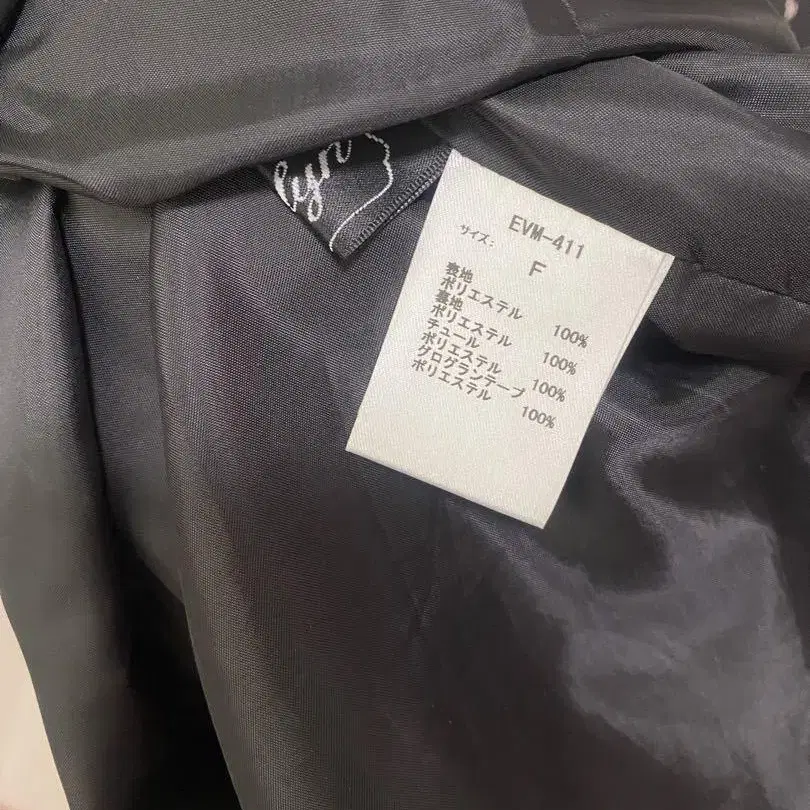 lyn
EVM-411
サイズ:
F
表地
ポリエステル 100%
裏地
ポリエステル 100%
チュール
ポリエステル 100%
グログランテープ
ポリエステル 100%